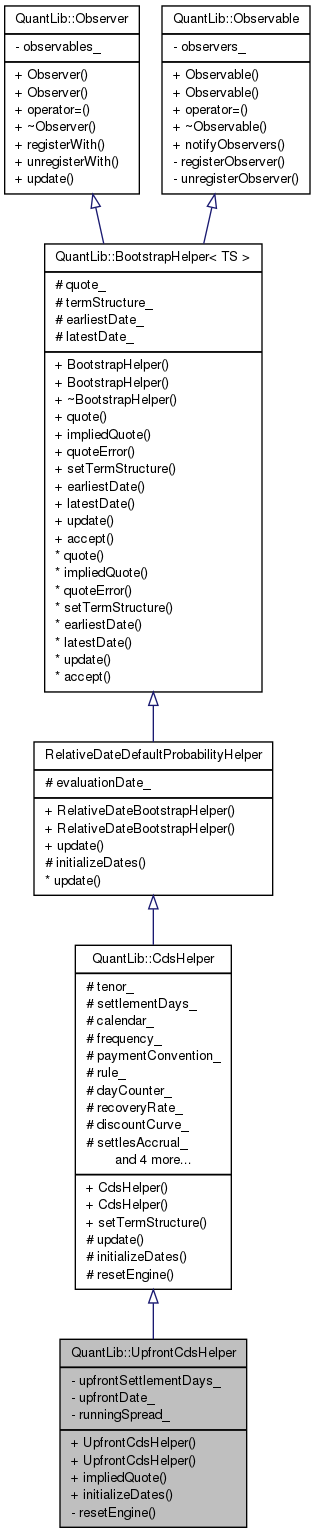 QuantLib::Observer
- observables_
+ Observer()
+ Observer()
+ operator=()
+ ~Observer()
+ registerWith()
+ unregisterWith()
+ update()
QuantLib::Observable
- observers_
+ Observable()
+ Observable()
+ operator=()
+ ~Observable()
+ notifyObservers()
- registerObserver()
- unregisterObserver()
QuantLib::BootstrapHelper< TS >
# quote_
# termStructure_
# earliestDate_
# latestDate_
+ BootstrapHelper()
+ BootstrapHelper()
+ ~BootstrapHelper()
+ quote()
+ impliedQuote()
+ quoteError()
+ setTermStructure()
+ earliestDate()
+ latestDate()
+ update()
+ accept()
* quote()
* impliedQuote()
* quoteError()
* setTermStructure()
* earliestDate()
* latestDate()
* update()
* accept()
RelativeDateDefaultProbabilityHelper
# evaluationDate_
+ RelativeDateBootstrapHelper()
+ RelativeDateBootstrapHelper()
+ update()
# initializeDates()
* update()
QuantLib::CdsHelper
# tenor_
# settlementDays_
# calendar_
# frequency_
# paymentConvention_
# rule_
# dayCounter_
# recoveryRate_
# discountCurve_
# settlesAccrual_
and 4 more...
+ CdsHelper()
+ CdsHelper()
+ setTermStructure()
# update()
# initializeDates()
# resetEngine()
QuantLib::UpfrontCdsHelper
- upfrontSettlementDays_
- upfrontDate_
- runningSpread_
+ UpfrontCdsHelper()
+ UpfrontCdsHelper()
+ impliedQuote()
+ initializeDates()
- resetEngine()